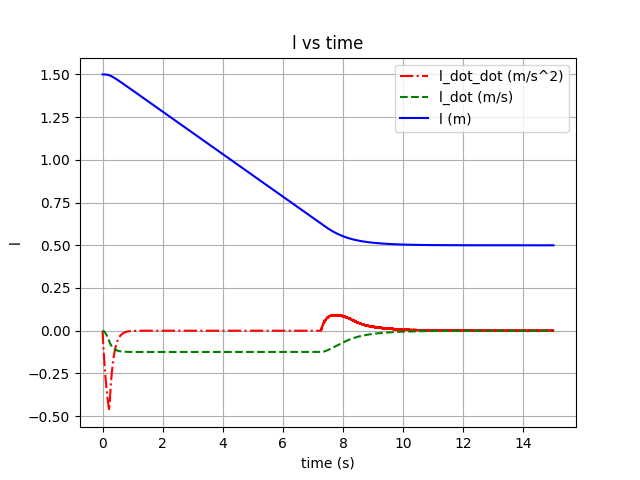 l vs time
l_dot_dot (m/s^2)
l_dot (m/s)
l (m)
1.50
1.25
1.00
0.75
0.50
0.25
0.00
−0.25
−0.50
l
0 2 4 6 8 10 12 14
time (s)